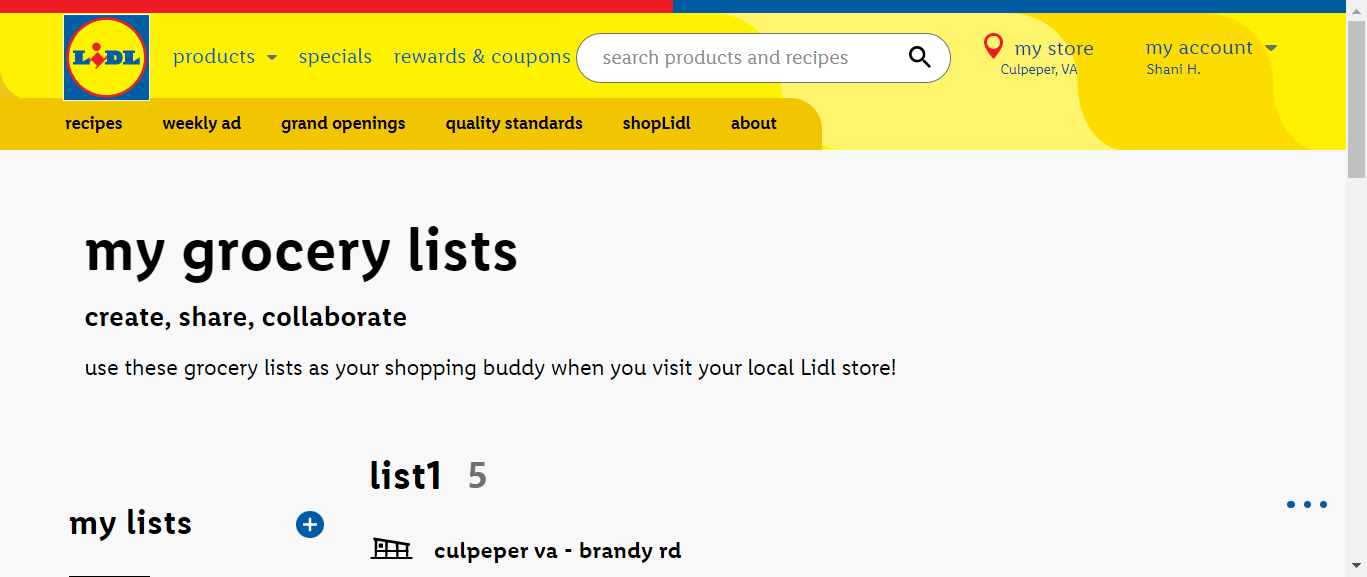 LIDL
products
specials
rewards & coupons
search products and recipes
my store
Culpeper, VA
my account
Shani H.
recipes
weekly ad
grand openings
quality standards
shopLidl
about
my grocery lists
create, share, collaborate
use these grocery lists as your shopping buddy when you visit your local Lidl store!
list1 5
my lists
culpeper va - brandy rd